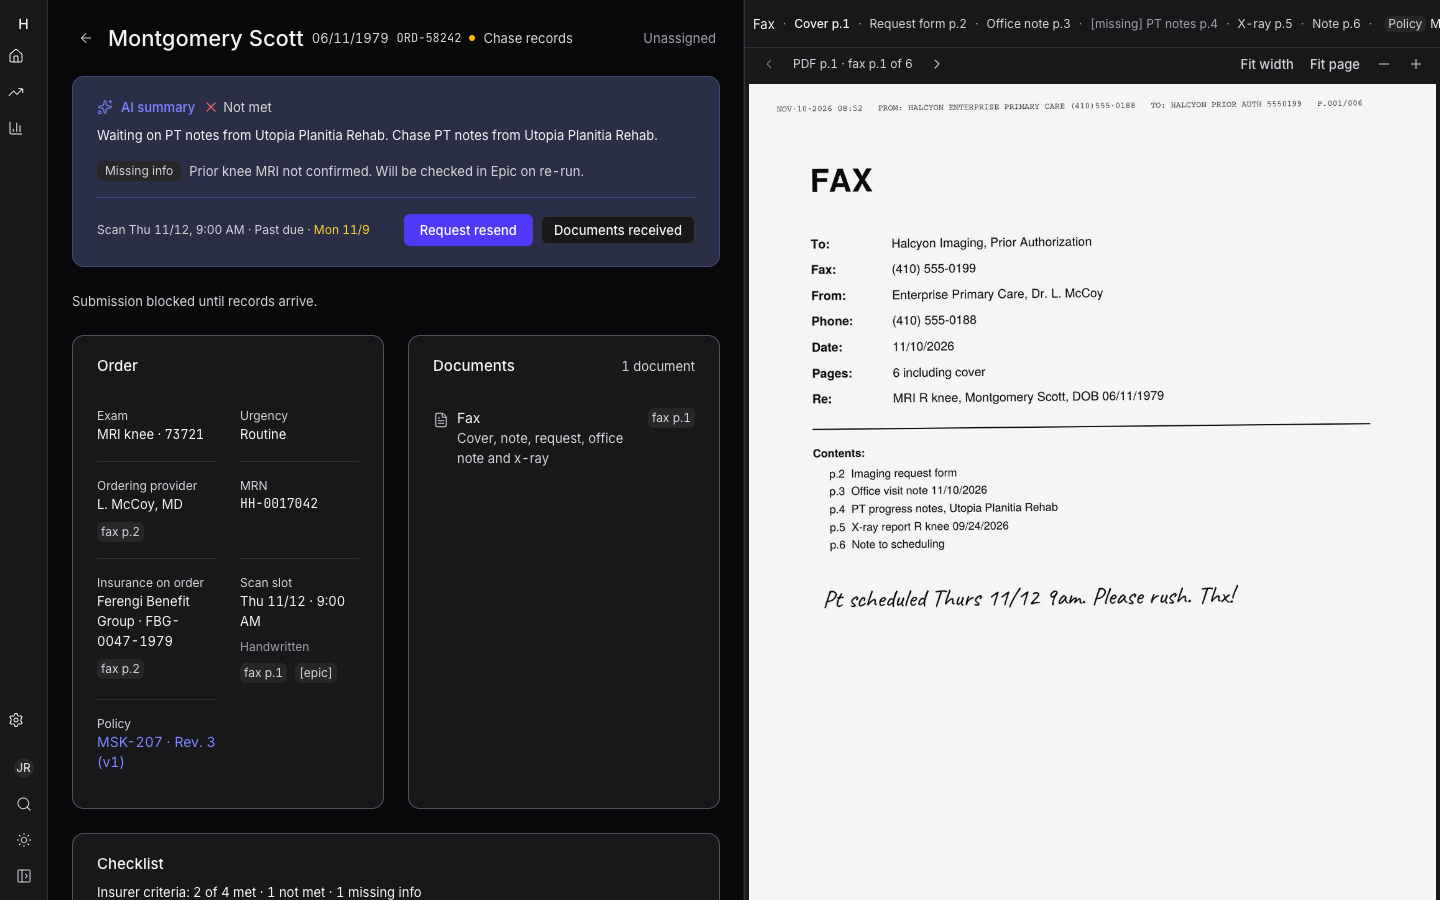 H
Montgomery Scott 06/11/1979 ORD-58242 Chase records Unassigned
AI summary Not met
Waiting on PT notes from Utopia Planitia Rehab. Chase PT notes from Utopia Planitia Rehab.
Missing info Prior knee MRI not confirmed. Will be checked in Epic on re-run.
Scan Thu 11/12, 9:00 AM · Past due · Mon 11/9 Request resend Documents received
Submission blocked until records arrive.
Order
Exam
MRI knee · 73721
Urgency
Routine
Ordering provider
L. McCoy, MD
fax p.2
MRN
HH-0017042
Insurance on order
Ferengi Benefit
Group · FBG-
0047-1979
fax p.2
Scan slot
Thu 11/12 · 9:00
AM
Handwritten
fax p.1 [epic]
Policy
MSK-207 · Rev. 3
(v1)
Documents 1 document
Fax fax p.1
Cover, note, request, office
note and x-ray
Checklist
Insurer criteria: 2 of 4 met · 1 not met · 1 missing info
JR
Fax · Cover p.1 · Request form p.2 · Office note p.3 · [missing] PT notes p.4 · X-ray p.5 · Note p.6 · Policy M
PDF p.1 · fax p.1 of 6 Fit width Fit page
NOV-10-2026 08:52 FROM: HALCYON ENTERPRISE PRIMARY CARE (410)555-0188 TO: HALCYON PRIOR AUTH 5550199 P.001/006
FAX
To: Halcyon Imaging, Prior Authorization
Fax: (410) 555-0199
From: Enterprise Primary Care, Dr. L. McCoy
Phone: (410) 555-0188
Date: 11/10/2026
Pages: 6 including cover
Re: MRI R knee, Montgomery Scott, DOB 06/11/1979
Contents:
p.2 Imaging request form
p.3 Office visit note 11/10/2026
p.4 PT progress notes, Utopia Planitia Rehab
p.5 X-ray report R knee 09/24/2026
p.6 Note to scheduling
Pt scheduled Thurs 11/12 9am. Please rush. Thx!